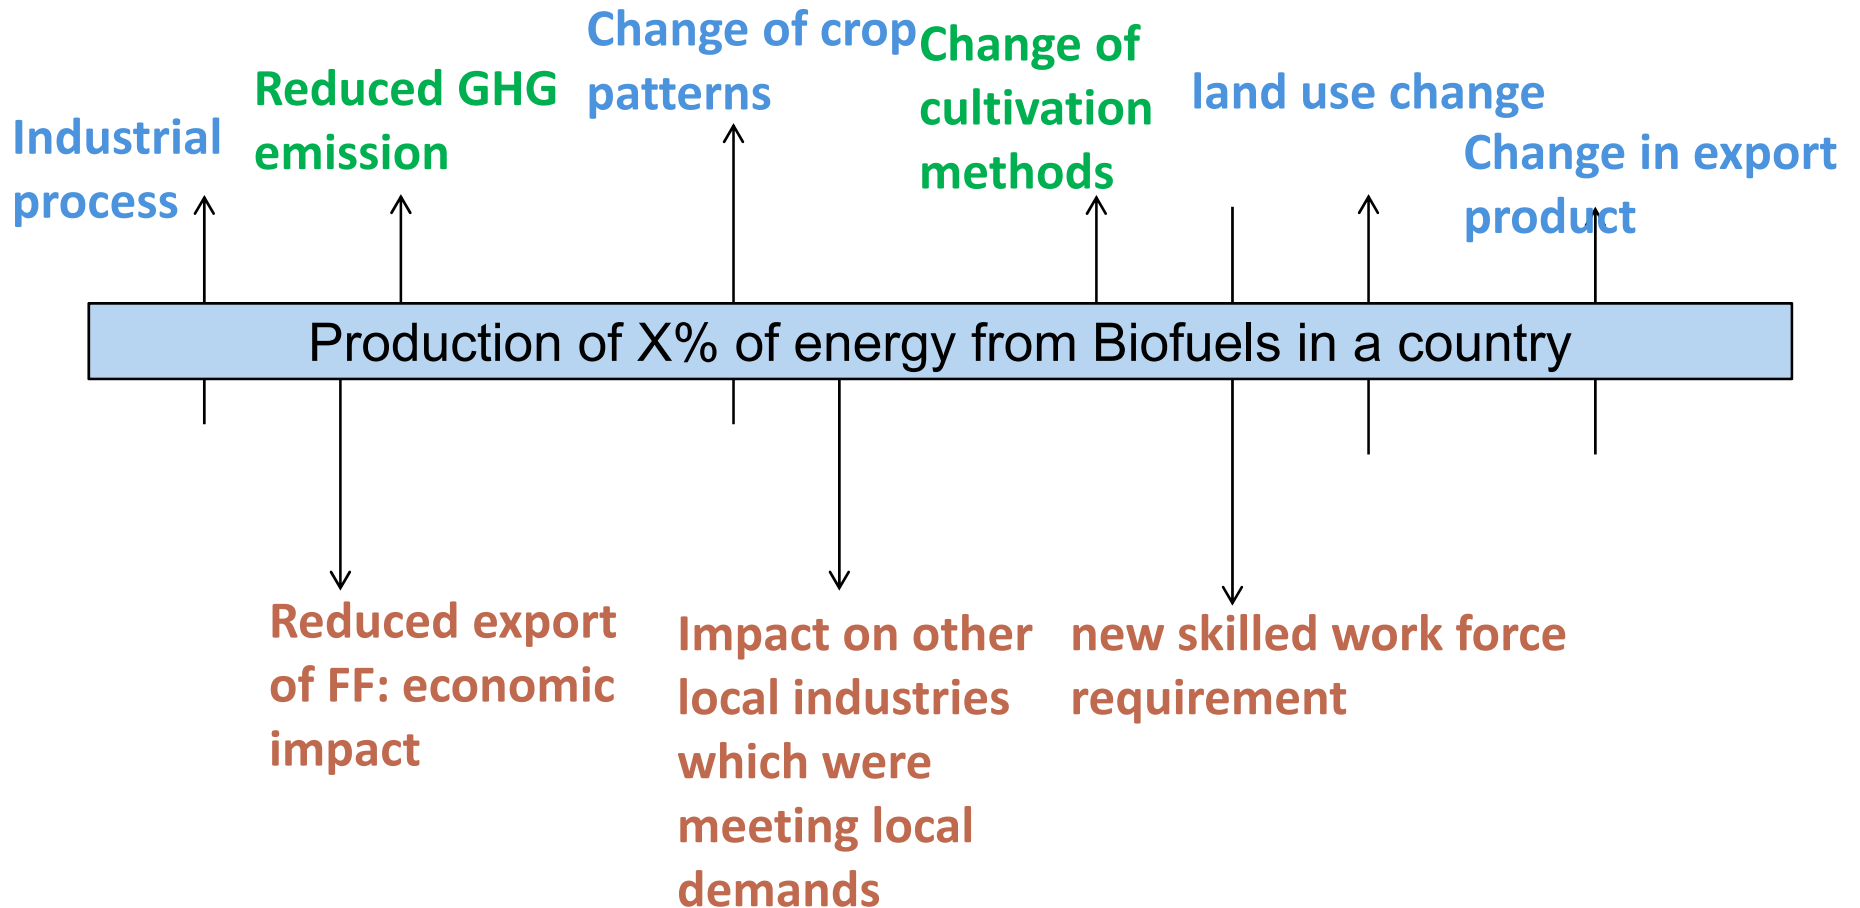 Industrial
process
Reduced GHG
emission
Change of crop
patterns
Change of
cultivation
methods
land use change
Change in export
product
Production of X% of energy from Biofuels in a country
Reduced export
of FF: economic
impact
Impact on other
local industries
which were
meeting local
demands
new skilled work force
requirement